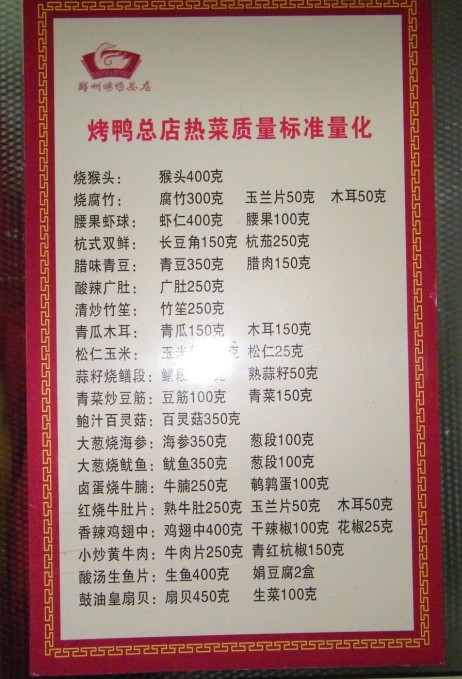 郑州烤鸭总店
烤鸭总店热菜质量标准量化
烧猴头： 猴头400克
烧腐竹： 腐竹300克 玉兰片50克 木耳50克
腰果虾球： 虾仁400克 腰果100克
杭式双鲜： 长豆角150克 杭茄250克
腊味青豆： 青豆350克 腊肉150克
酸辣广肚： 广肚250克
清炒竹笙： 竹笙250克
青瓜木耳： 青瓜150克 木耳150克
松仁玉米： 玉米 克 松仁25克
蒜籽烧鳝段： 鳝段 克 熟蒜籽50克
青菜炒豆筋： 豆筋100克 青菜150克
鲍汁百灵菇： 百灵菇350克
大葱烧海参： 海参350克 葱段100克
大葱烧鱿鱼： 鱿鱼350克 葱段100克
卤蛋烧牛腩： 牛腩250克 鹌鹑蛋100克
红烧牛肚片： 熟牛肚250克 玉兰片50克 木耳50克
香辣鸡翅中： 鸡翅中400克 干辣椒100克 花椒25克
小炒黄牛肉： 牛肉片250克 青红杭椒150克
酸汤生鱼片： 生鱼400克 娟豆腐2盒
鼓油皇扇贝： 扇贝450克 生菜100克